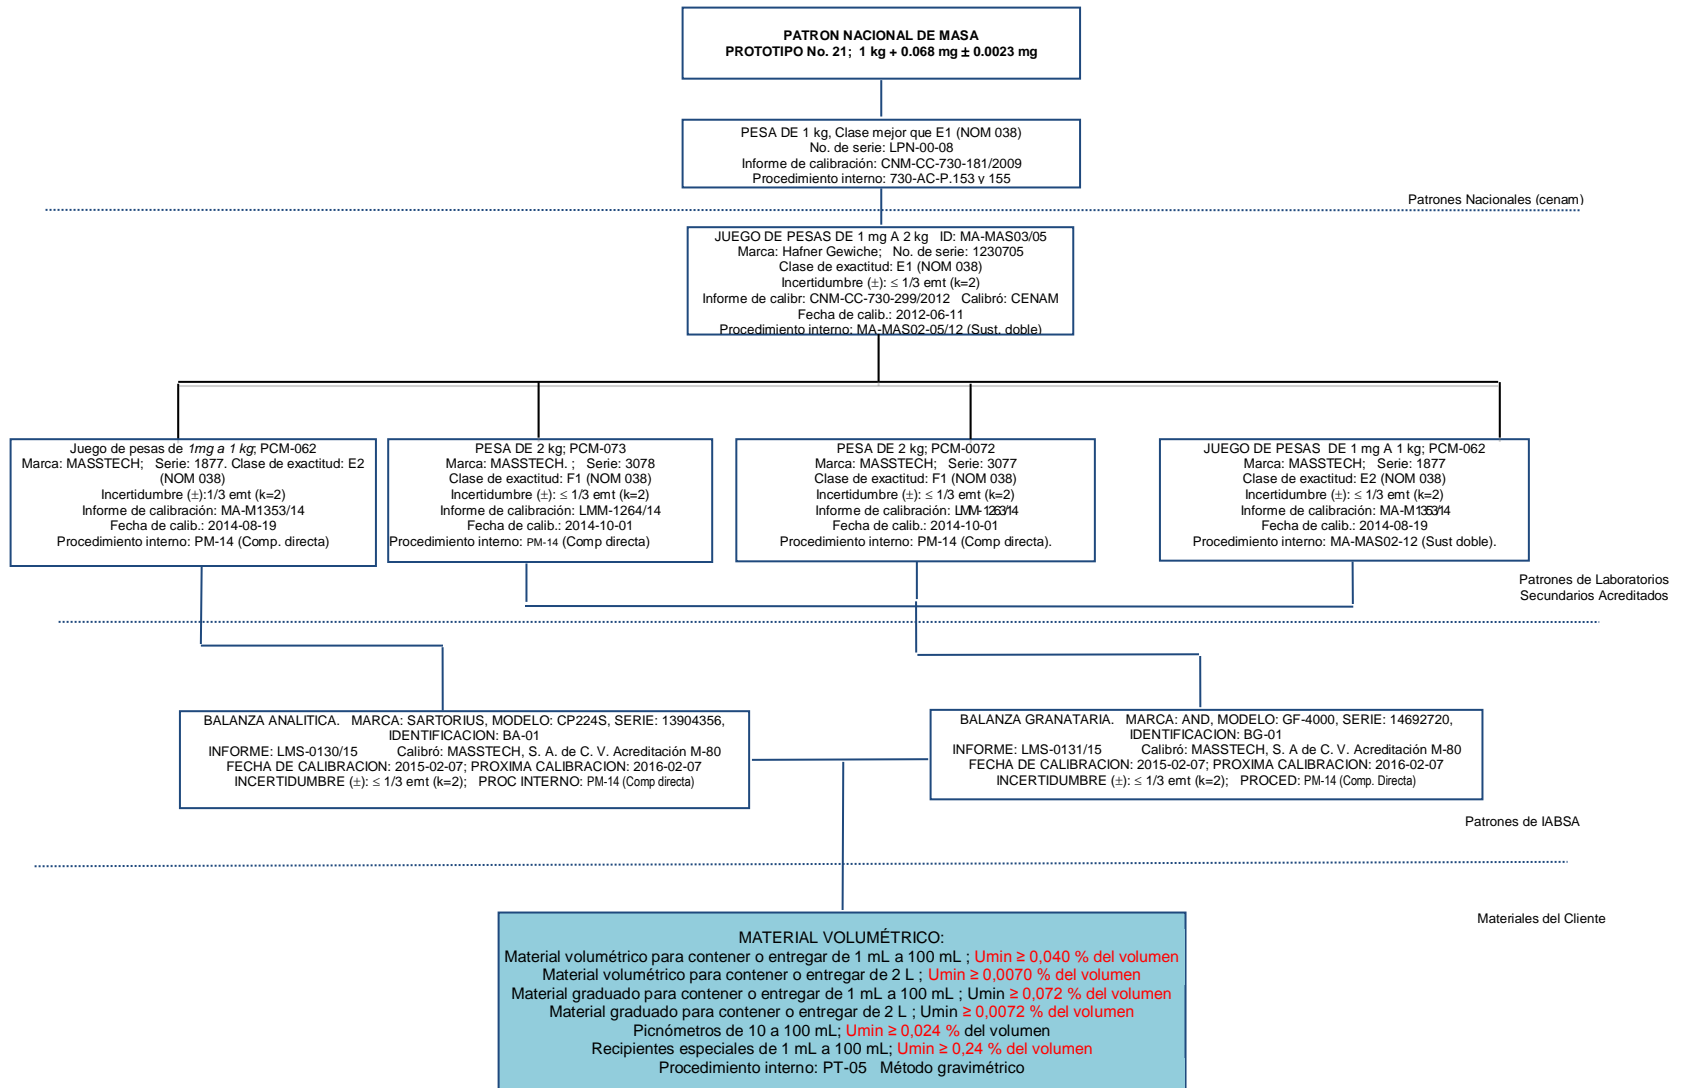 PATRON NACIONAL DE MASA
PROTOTIPO No. 21; 1 kg + 0.068 mg ± 0.0023 mg
PESA DE 1 kg, Clase mejor que E1 (NOM 038)
No. de serie: LPN-00-08
Informe de calibración: CNM-CC-730-181/2009
Procedimiento interno: 730-AC-P.153 y 155
Patrones Nacionales (cenam)
JUEGO DE PESAS DE 1 mg A 2 kg ID: MA-MAS03/05
Marca: Hafner Gewiche; No. de serie: 1230705
Clase de exactitud: E1 (NOM 038)
Incertidumbre (±): ≤ 1/3 emt (k=2)
Informe de calibr: CNM-CC-730-299/2012 Calibró: CENAM
Fecha de calib.: 2012-06-11
Procedimiento interno: MA-MAS02-05/12 (Sust. doble)
Juego de pesas de 1mg a 1 kg; PCM-062
Marca: MASSTECH; Serie: 1877. Clase de exactitud: E2
(NOM 038)
Incertidumbre (±):1/3 emt (k=2)
Informe de calibración: MA-M1353/14
Fecha de calib.: 2014-08-19
Procedimiento interno: PM-14 (Comp. directa)
PESA DE 2 kg; PCM-073
Marca: MASSTECH. ; Serie: 3078
Clase de exactitud: F1 (NOM 038)
Incertidumbre (±): ≤ 1/3 emt (k=2)
Informe de calibración: LMM-1264/14
Fecha de calib.: 2014-10-01
Procedimiento interno: PM-14 (Comp directa)
PESA DE 2 kg; PCM-0072
Marca: MASSTECH; Serie: 3077
Clase de exactitud: F1 (NOM 038)
Incertidumbre (±): ≤ 1/3 emt (k=2)
Informe de calibración: LMM-1263/14
Fecha de calib.: 2014-10-01
Procedimiento interno: PM-14 (Comp directa).
JUEGO DE PESAS DE 1 mg A 1 kg; PCM-062
Marca: MASSTECH; Serie: 1877
Clase de exactitud: E2 (NOM 038)
Incertidumbre (±): ≤ 1/3 emt (k=2)
Informe de calibración: MA-M1353/14
Fecha de calib.: 2014-08-19
Procedimiento interno: MA-MAS02-12 (Sust doble).
Patrones de Laboratorios
Secundarios Acreditados
BALANZA ANALITICA. MARCA: SARTORIUS, MODELO: CP224S, SERIE: 13904356,
IDENTIFICACION: BA-01
INFORME: LMS-0130/15 Calibró: MASSTECH, S. A. de C. V. Acreditación M-80
FECHA DE CALIBRACION: 2015-02-07; PROXIMA CALIBRACION: 2016-02-07
INCERTIDUMBRE (±): ≤ 1/3 emt (k=2); PROC INTERNO: PM-14 (Comp directa)
BALANZA GRANATARIA. MARCA: AND, MODELO: GF-4000, SERIE: 14692720,
IDENTIFICACION: BG-01
INFORME: LMS-0131/15 Calibró: MASSTECH, S. A de C. V. Acreditación M-80
FECHA DE CALIBRACION: 2015-02-07; PROXIMA CALIBRACION: 2016-02-07
INCERTIDUMBRE (±): ≤ 1/3 emt (k=2); PROCED: PM-14 (Comp. Directa)
Patrones de IABSA
Materiales del Cliente
MATERIAL VOLUMÉTRICO:
Material volumétrico para contener o entregar de 1 mL a 100 mL ; Umin ≥ 0,040 % del volumen
Material volumétrico para contener o entregar de 2 L ; Umin ≥ 0,0070 % del volumen
Material graduado para contener o entregar de 1 mL a 100 mL ; Umin ≥ 0,072 % del volumen
Material graduado para contener o entregar de 2 L ; Umin ≥ 0,0072 % del volumen
Picnómetros de 10 a 100 mL; Umin ≥ 0,024 % del volumen
Recipientes especiales de 1 mL a 100 mL; Umin ≥ 0,24 % del volumen
Procedimiento interno: PT-05 Método gravimétrico